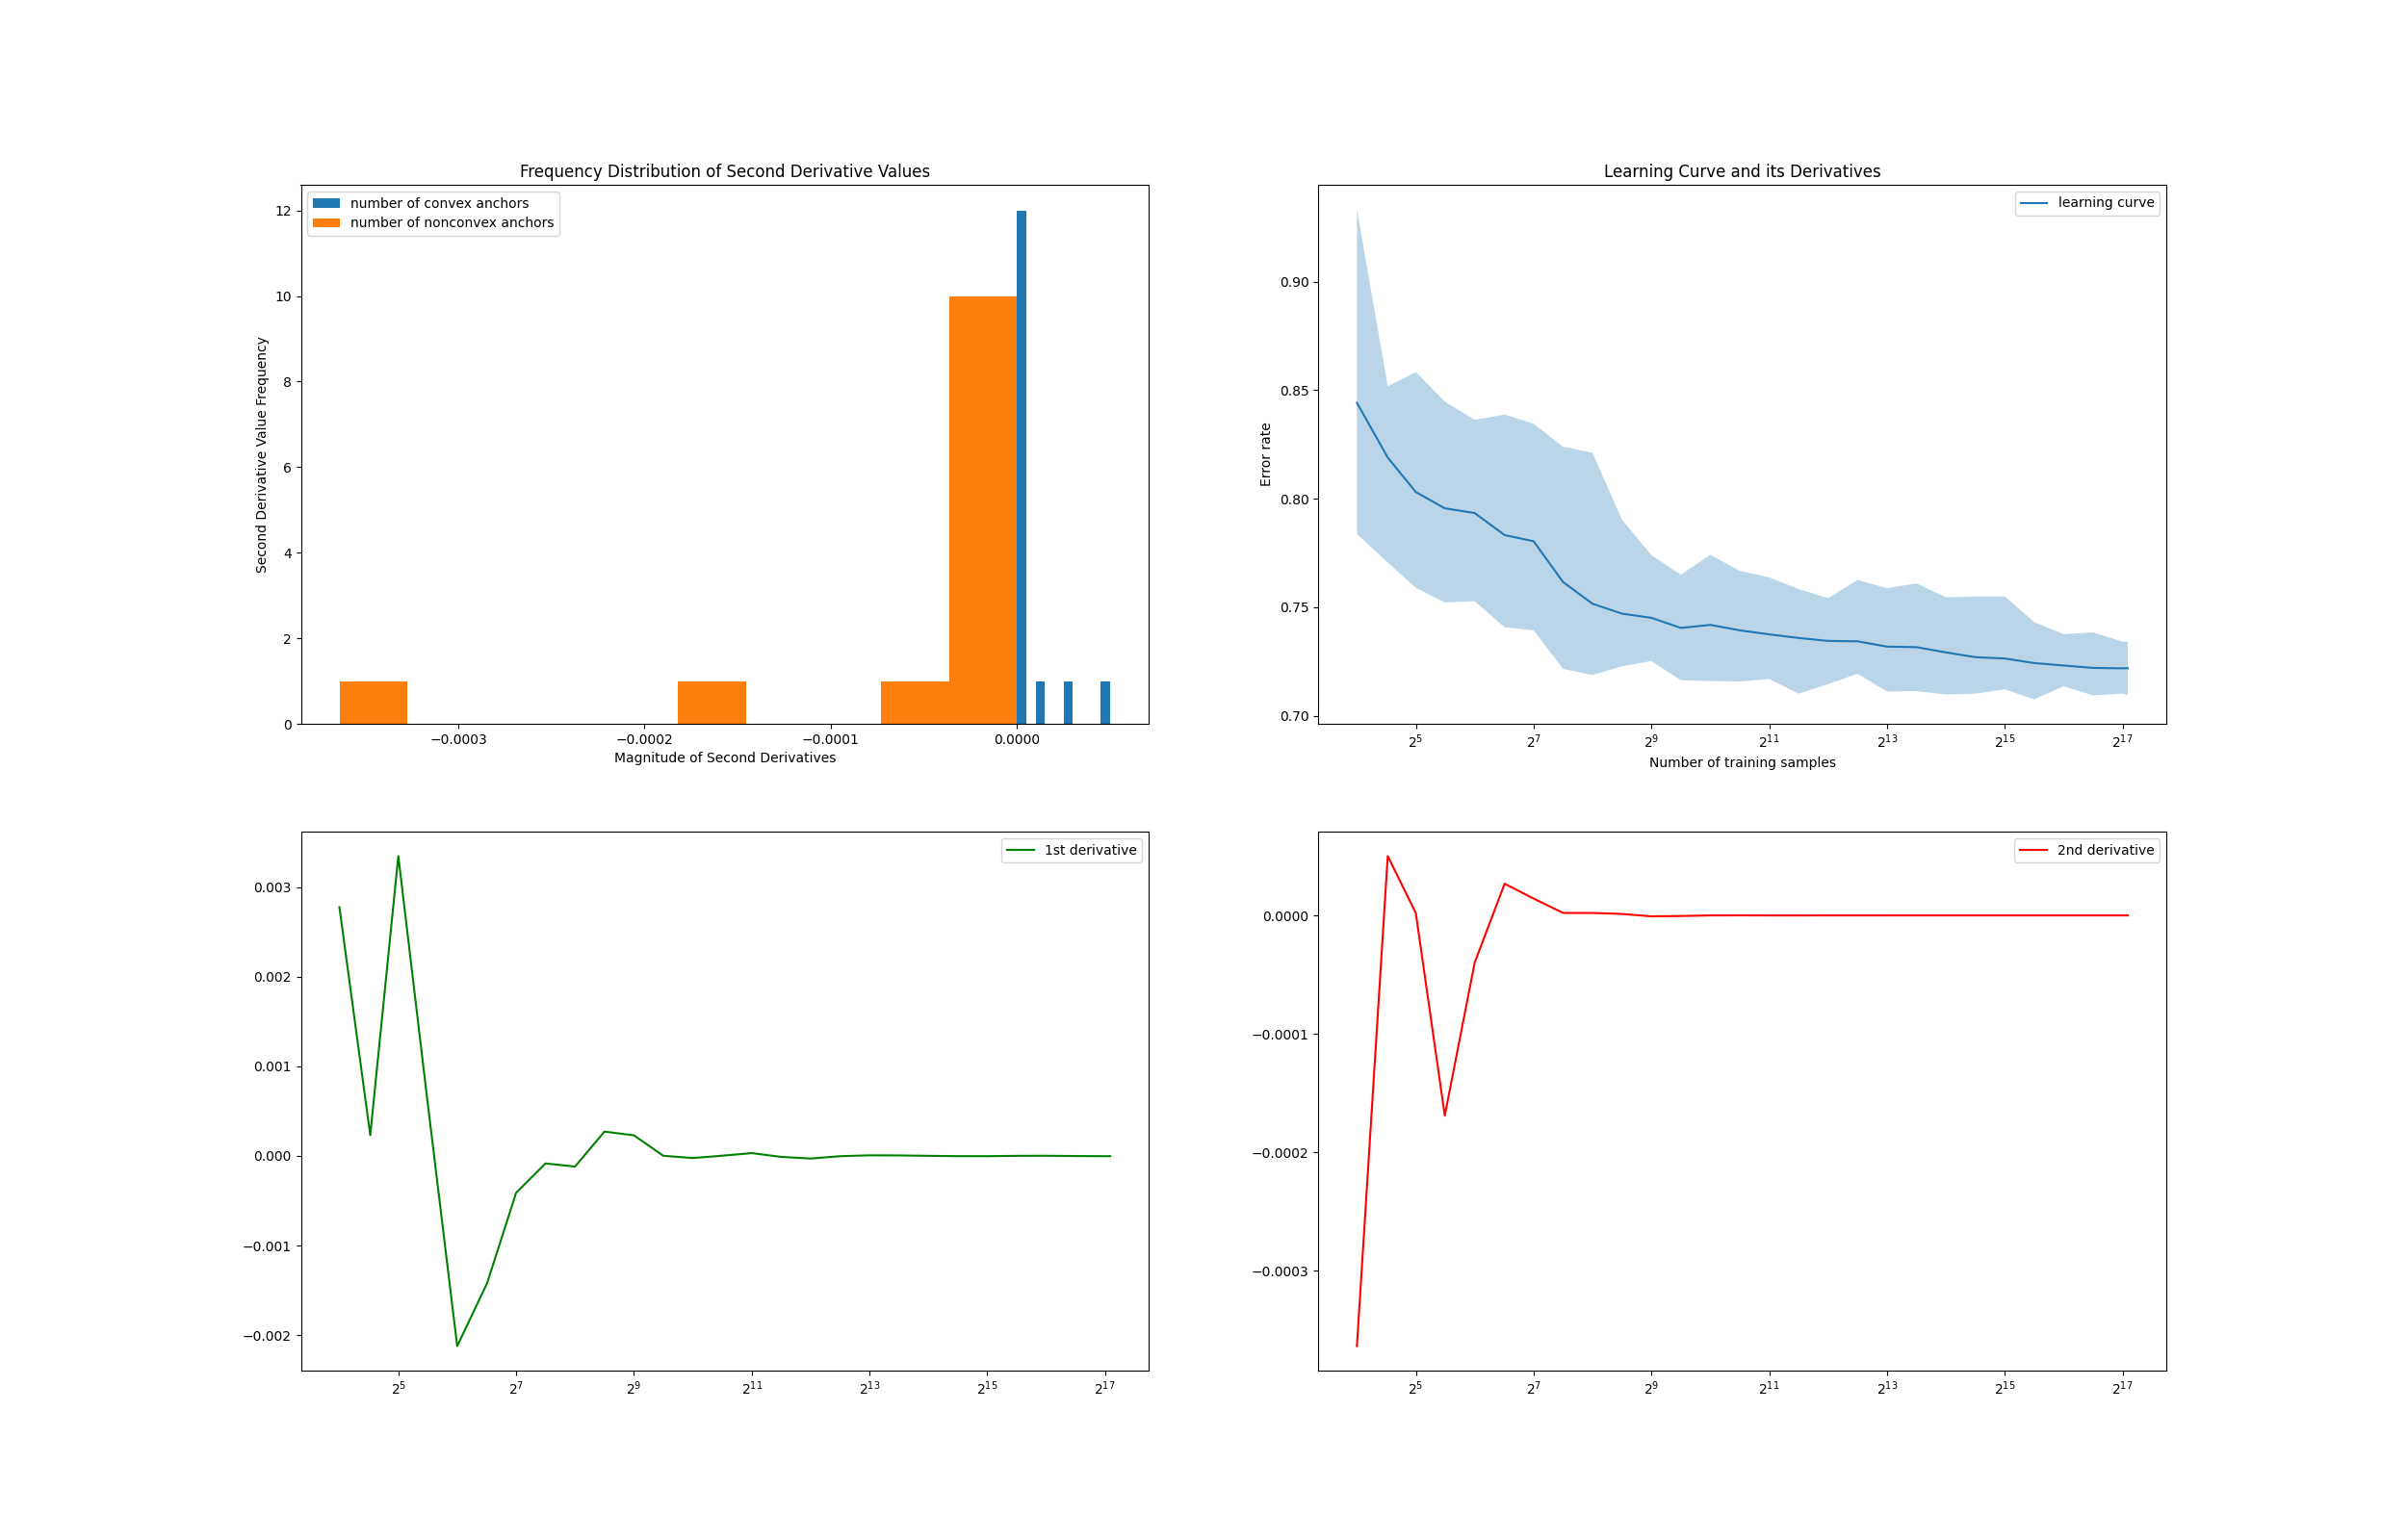 Frequency Distribution of Second Derivative Values
number of convex anchors
number of nonconvex anchors
12
10
8
6
4
2
0
Second Derivative Value Frequency
−0.0003 −0.0002 −0.0001 0.0000
Magnitude of Second Derivatives
Learning Curve and its Derivatives
learning curve
0.90
0.85
0.80
0.75
0.70
Error rate
2^5 2^7 2^9 2^11 2^13 2^15 2^17
Number of training samples
1st derivative
0.003
0.002
0.001
0.000
−0.001
−0.002
2^5 2^7 2^9 2^11 2^13 2^15 2^17
2nd derivative
0.0000
−0.0001
−0.0002
−0.0003
2^5 2^7 2^9 2^11 2^13 2^15 2^17